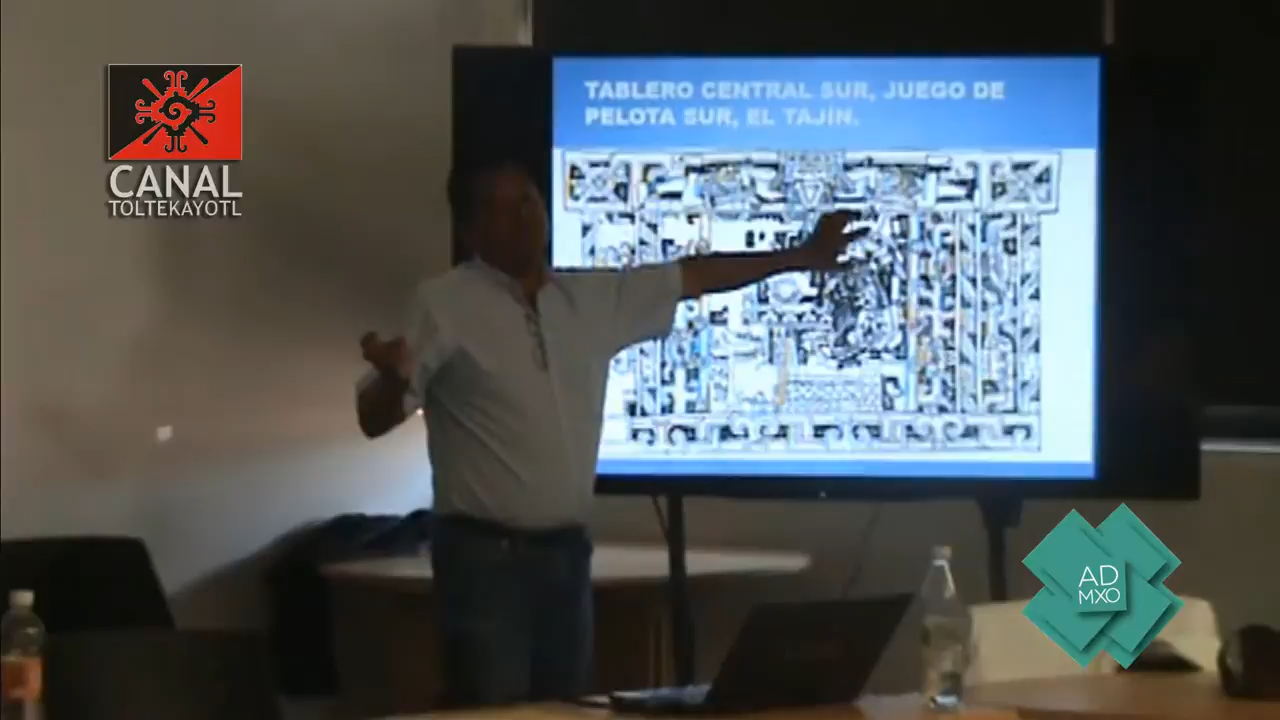 CANAL
TOLTEKAYOTL
TABLERO CENTRAL SUR, JUEGO DE
PELOTA SUR, EL TAJÍN.
AD
MXO